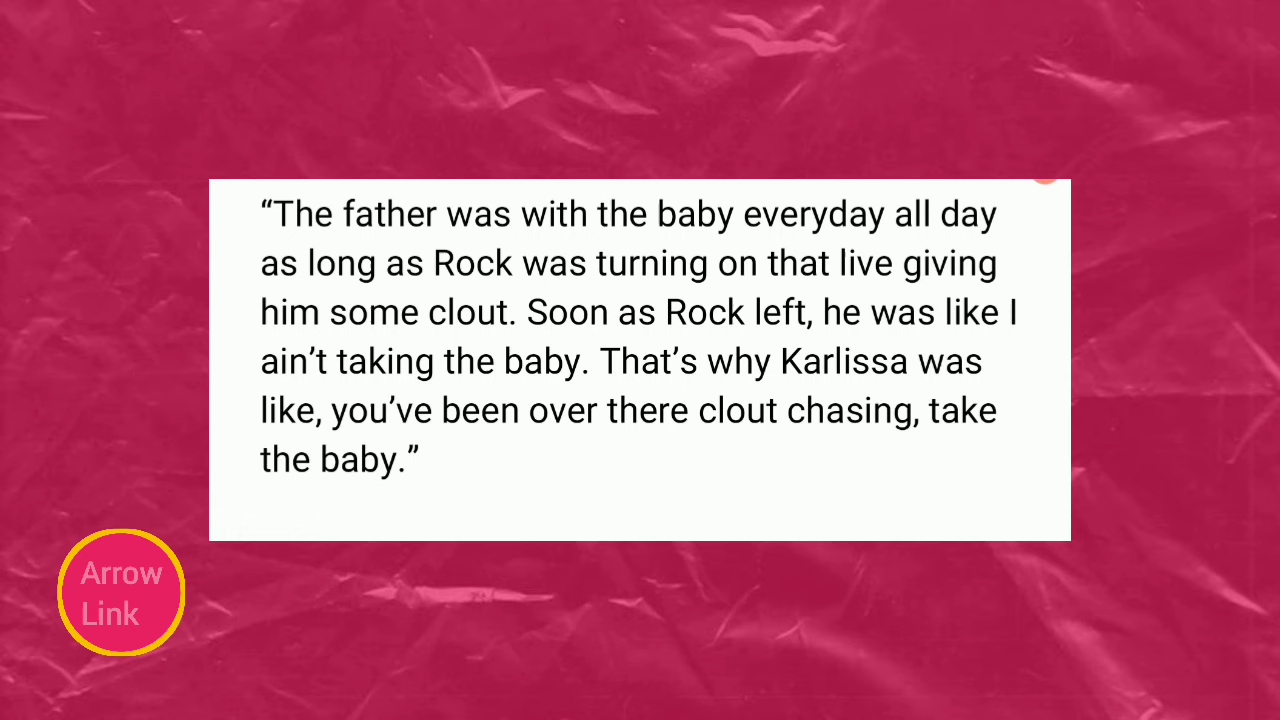 “The father was with the baby everyday all day
as long as Rock was turning on that live giving
him some clout. Soon as Rock left, he was like I
ain’t taking the baby. That’s why Karlissa was
like, you’ve been over there clout chasing, take
the baby.”
Arrow
Link